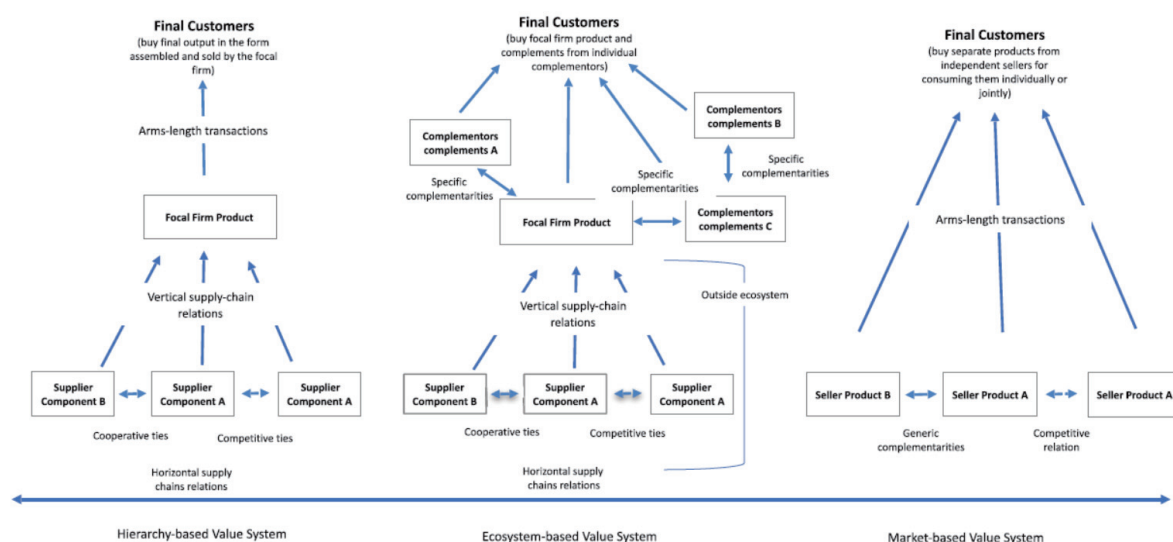 Final Customers
(buy final output in the form
assembled and sold by the focal
firm)
Arms-length transactions
Focal Firm Product
Vertical supply-chain
relations
Supplier
Component B
Supplier
Component A
Supplier
Component A
Cooperative ties
Competitive ties
Horizontal supply
chains relations
Hierarchy-based Value System
Final Customers
(buy focal firm product and
complements from individual
complementors)
Complementors
complements A
Complementors
complements B
Specific
complementarities
Specific
complementarities
Specific
complementarities
Focal Firm Product
Complementors
complements C
Outside ecosystem
Vertical supply-chain
relations
Supplier
Component B
Supplier
Component A
Supplier
Component A
Cooperative ties
Competitive ties
Horizontal supply
chains relations
Ecosystem-based Value System
Final Customers
(buy separate products from
independent sellers for
consuming them individually or
jointly)
Arms-length transactions
Seller Product B
Seller Product A
Seller Product A
Generic
complementarities
Competitive
relation
Market-based Value System